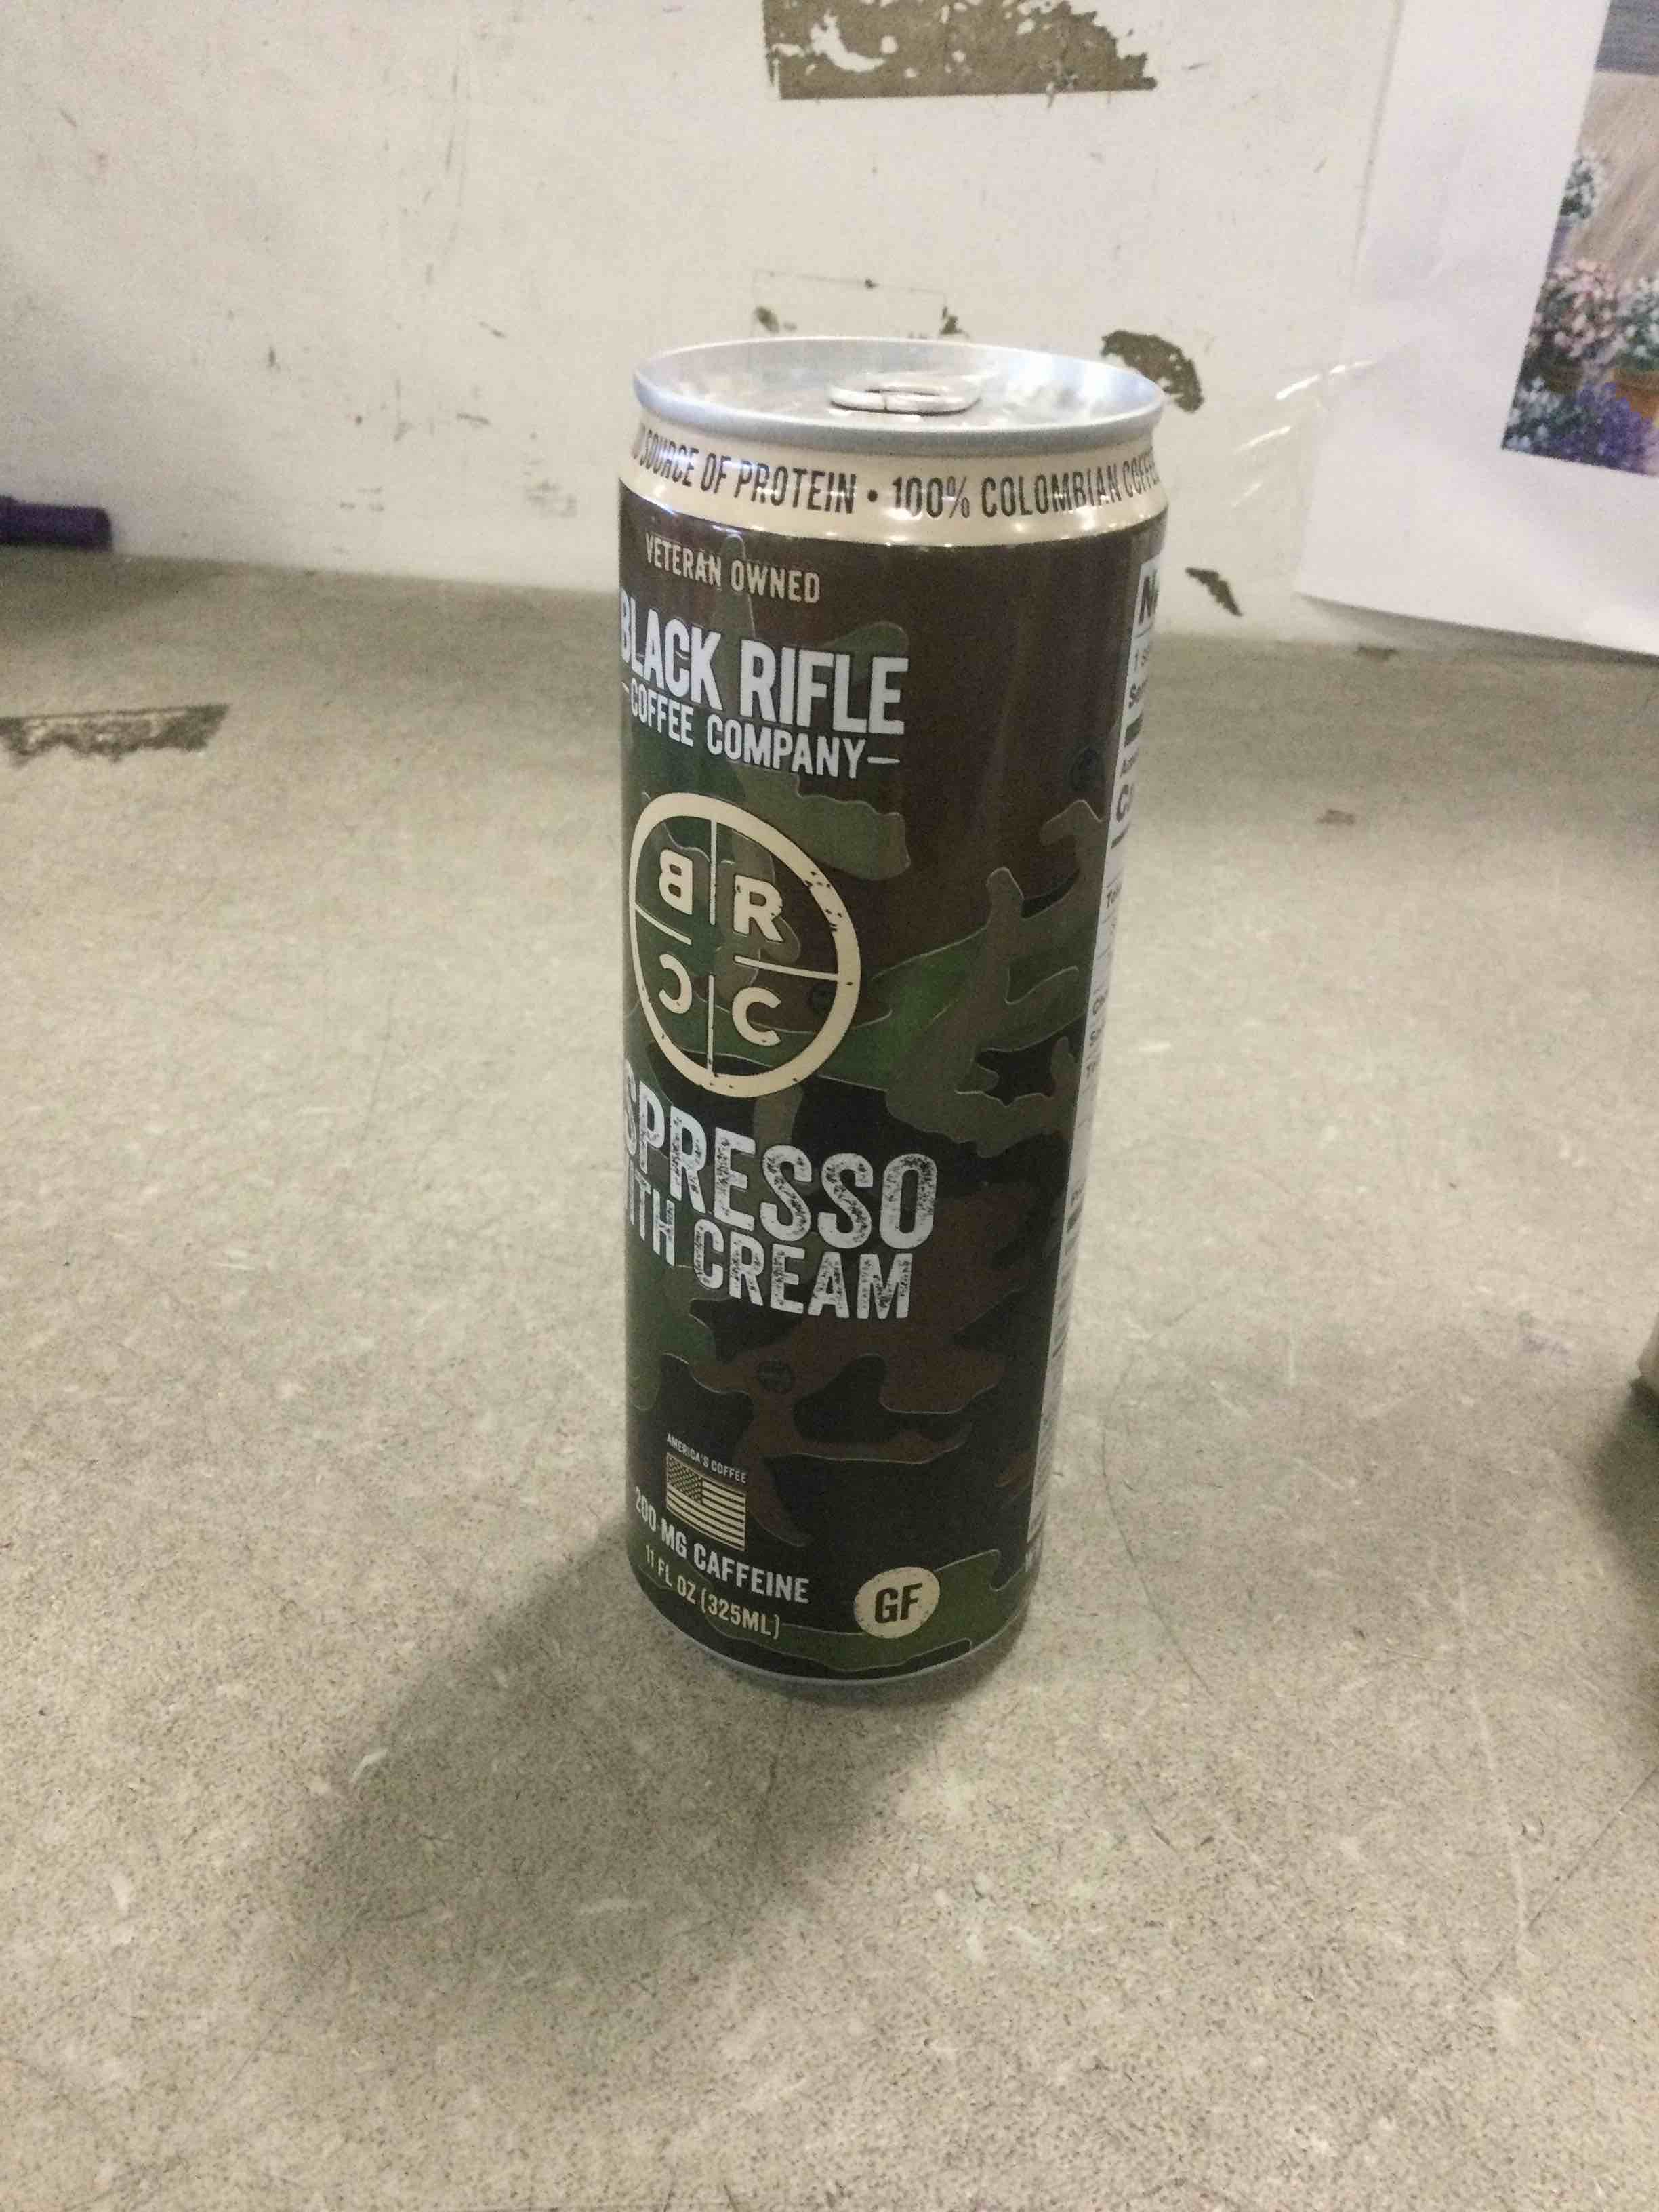 SOURCE OF PROTEIN • 100% COLOMBIAN COFFEE
VETERAN OWNED
BLACK RIFLE
COFFEE COMPANY
B R
C C
SPRESSO
ITH CREAM
AMERICA'S COFFEE
200 MG CAFFEINE
11 FL OZ (325ML)
GF